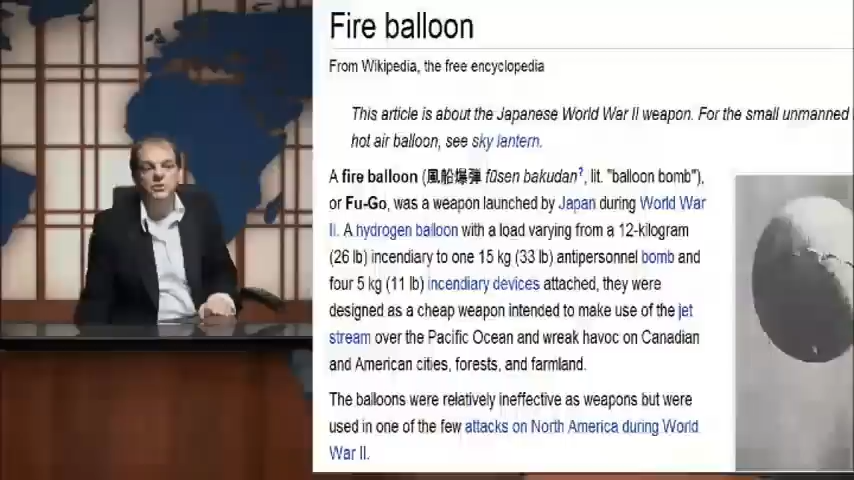 Fire balloon
From Wikipedia, the free encyclopedia
This article is about the Japanese World War II weapon. For the small unmanned
hot air balloon, see sky lantern.
A fire balloon (風船爆弾 fūsen bakudan?, lit. "balloon bomb"),
or Fu-Go, was a weapon launched by Japan during World War
II. A hydrogen balloon with a load varying from a 12-kilogram
(26 lb) incendiary to one 15 kg (33 lb) antipersonnel bomb and
four 5 kg (11 lb) incendiary devices attached, they were
designed as a cheap weapon intended to make use of the jet
stream over the Pacific Ocean and wreak havoc on Canadian
and American cities, forests, and farmland.
The balloons were relatively ineffective as weapons but were
used in one of the few attacks on North America during World
War II.